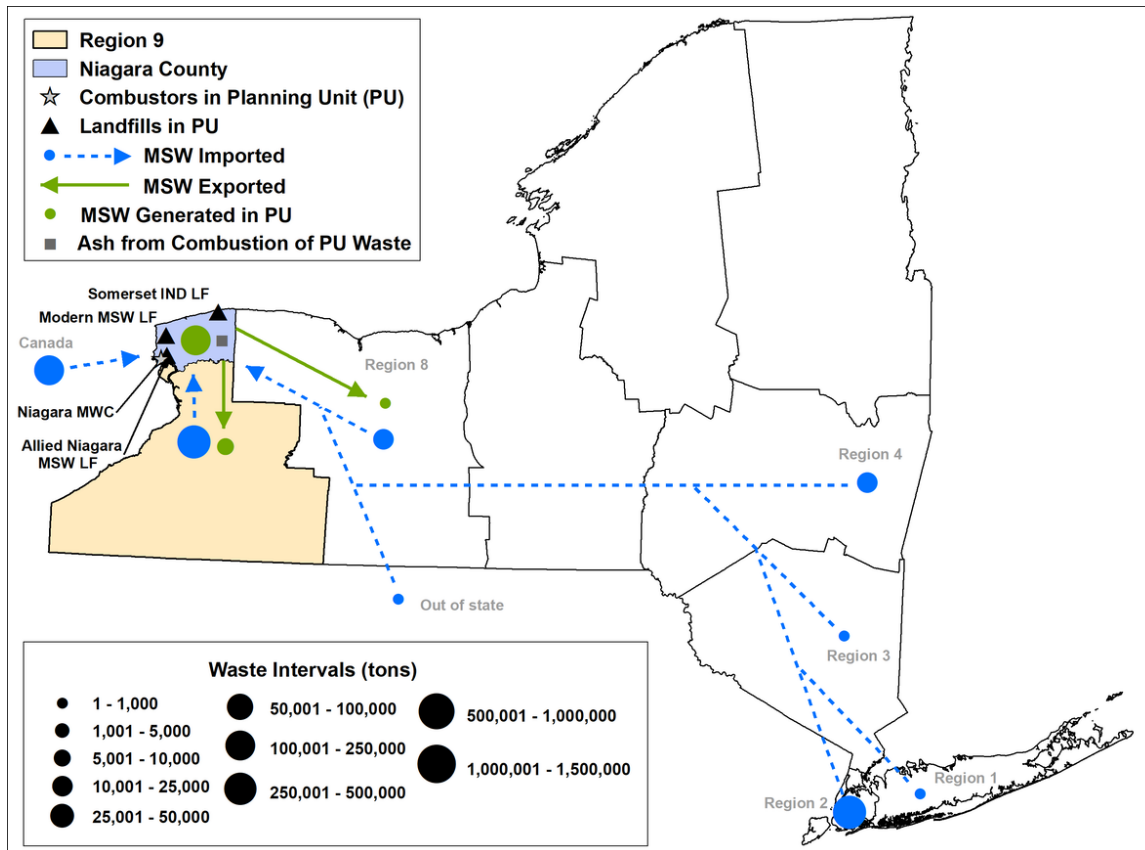 Region 9
Niagara County
Combustors in Planning Unit (PU)
Landfills in PU
MSW Imported
MSW Exported
MSW Generated in PU
Ash from Combustion of PU Waste
Somerset IND LF
Modern MSW LF
Canada
Region 8
Niagara MWC
Allied Niagara
MSW LF
Region 4
Out of state
Region 3
Region 1
Region 2
Waste Intervals (tons)
1 - 1,000
1,001 - 5,000
5,001 - 10,000
10,001 - 25,000
25,001 - 50,000
50,001 - 100,000
100,001 - 250,000
250,001 - 500,000
500,001 - 1,000,000
1,000,001 - 1,500,000